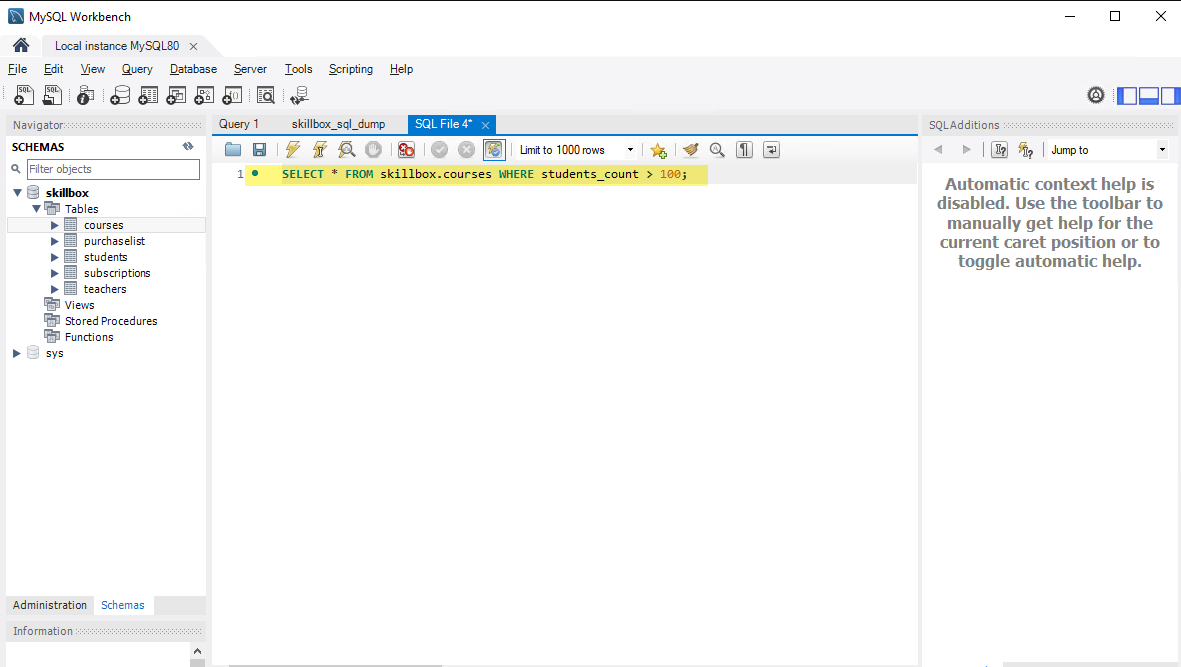 MySQL Workbench
Local instance MySQL80
File Edit View Query Database Server Tools Scripting Help
Navigator
SCHEMAS
Filter objects
skillbox
Tables
courses
purchaselist
students
subscriptions
teachers
Views
Stored Procedures
Functions
sys
Administration Schemas
Information
Query 1 skillbox_sql_dump SQL File 4*
Limit to 1000 rows
1 SELECT * FROM skillbox.courses WHERE students_count > 100;
SQLAdditions
Jump to
Automatic context help is
disabled. Use the toolbar to
manually get help for the
current caret position or to
toggle automatic help.